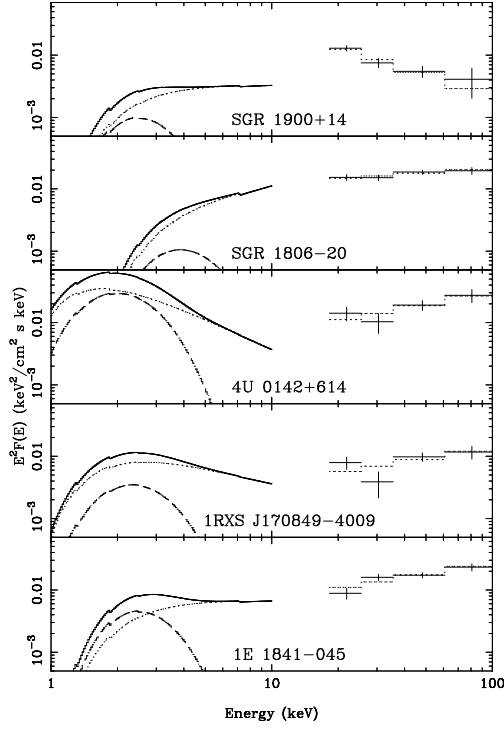 0.01
10⁻³
SGR 1900+14
0.01
10⁻³
SGR 1806−20
0.01
10⁻³
4U 0142+614
0.01
10⁻³
1RXS J170849−4009
0.01
10⁻³
1E 1841−045
E²F(E) (keV²/cm² s keV)
1 10 100
Energy (keV)